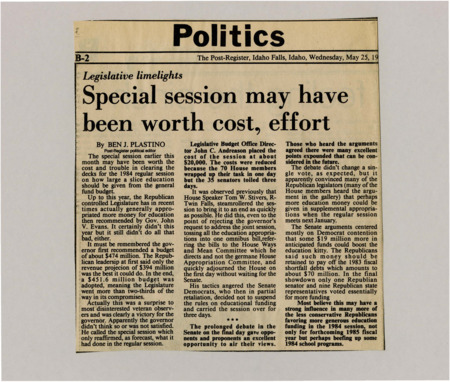 Politics
B-2
The Post-Register, Idaho Falls, Idaho, Wednesday, May 25, 19
Legislative limelights
Special session may have
been worth cost, effort
By BEN J. PLASTINO
Post-Register political editor
The special session earlier this
month may have been worth the
cost and trouble in clearing the
decks for the 1984 regular session
on how large a slice education
should be given from the general
fund budget.
Up to this year, the Republican
controlled Legislature has in recent
times actually generally appro-
priated more money for education
then recommended by Gov. John
V. Evans. It certainly didn't this
year but it still didn't do all that
bad, either.
It must be remembered the gov-
ernor first recommended a budget
of about $474 million. The Repub-
lican leadership at first said only the
revenue projection of $394 million
was the best it could do. In the end,
a $451.6 million budget was
adopted, meaning the Legislature
went more than two-thirds of the
way in its compromises.
Actually this was a surprise to
most disinterested veteran observ-
ers and was clearly a victory for the
governor. Apparently the governor
didn't think so or was not satisfied.
He called the special session which
only reaffirmed, as forecast, what it
had done in the regular session.
Legislative Budget Office Direc-
tor John C. Andreason placed the
cost of the session at about
$20,000. The costs were reduced
because the 70 House members
wrapped up their task in one day
but the 35 senators toiled three
days.
It was observed previously that
House Speaker Tom W. Stivers, R-
Twin Falls, steamrollered the ses-
sion to bring it to an end as quickly
as possible. He did this, even to the
point of rejecting the governor's
request to address the joint session,
tossing all the education appropria-
tions into one omnibus bill, refer-
ring the bills to the House Ways
and Mean Committee which he
directs and not the germane House
Appropriation Committee, and
quickly adjourned the House on
the first day without waiting for the
Senate.
His tactics angered the Senate
Democrats, who then in partial
retaliation, decided not to suspend
the rules on educational funding
and carried the session over for
three days.
***
The prolonged debate in the
Senate on the final day gave oppo-
nents and proponents an excellent
opportunity to air their views.
Those who heard the arguments
agreed there were many excellent
points expounded that can be con-
sidered in the future.
The debate didn't change a sin-
gle vote, as expected, but it
apparently convinced many of the
Republican legislators (many of the
House members heard the argu-
ment in the gallery) that perhaps
more education money could be
given in supplemental appropria-
tions when the regular session
meets next January.
The Senate arguments centered
mostly on Democrat contention
that some $19 million more in
anticipated funds could boost the
education kitty. The Republicans
said such money should be
retained to pay off the 1983 fiscal
shortfall debts which amounts to
about $70 million. In the final
showdown only one Republican
senator and nine Republican state
representatives voted essentially
for more funding
Most believe this may have a
strong influence in many more of
the less conservative Republicans
favoring more generous education
funding in the 1984 session, not
only for forthcoming 1985 fiscal
year but perhaps beefing up some
1984 school programs.